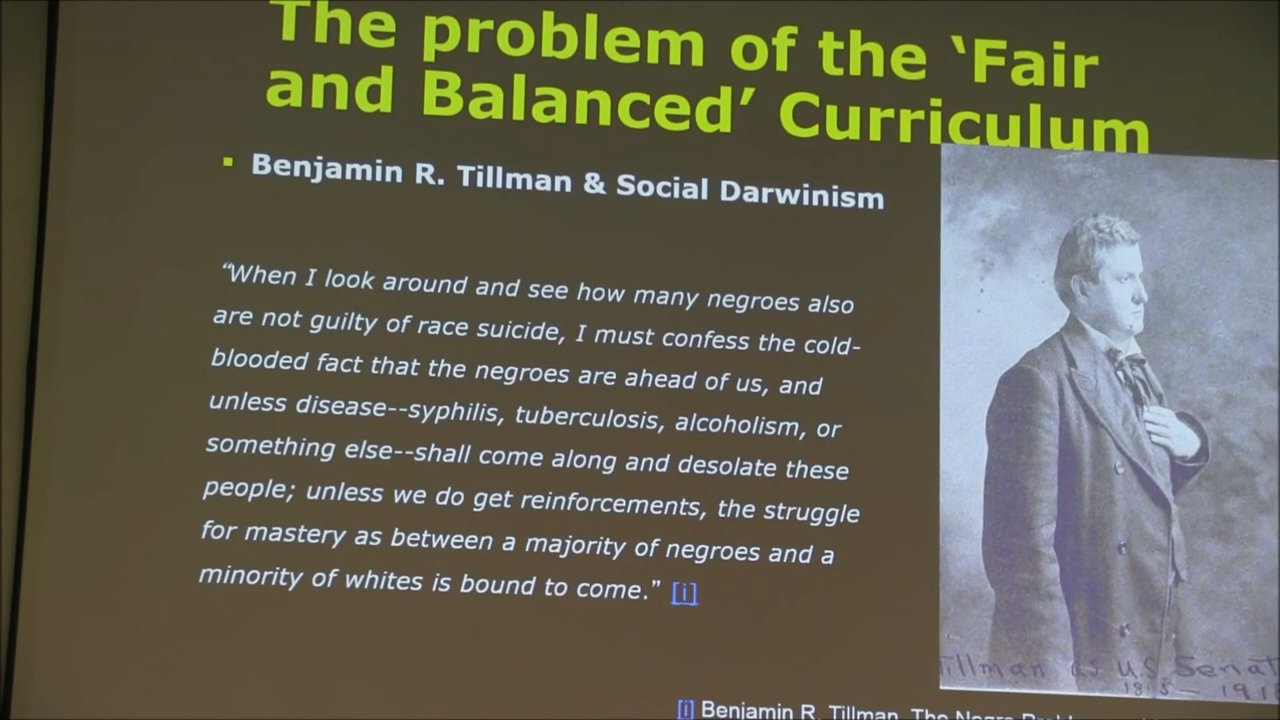 The problem of the ‘Fair
and Balanced’ Curriculum
▪ Benjamin R. Tillman & Social Darwinism
“When I look around and see how many negroes also
are not guilty of race suicide, I must confess the cold-
blooded fact that the negroes are ahead of us, and
unless disease--syphilis, tuberculosis, alcoholism, or
something else--shall come along and desolate these
people; unless we do get reinforcements, the struggle
for mastery as between a majority of negroes and a
minority of whites is bound to come.” [i]
Tillman as U.S. Senat
[i] Benjamin R. Tillman, The Negro